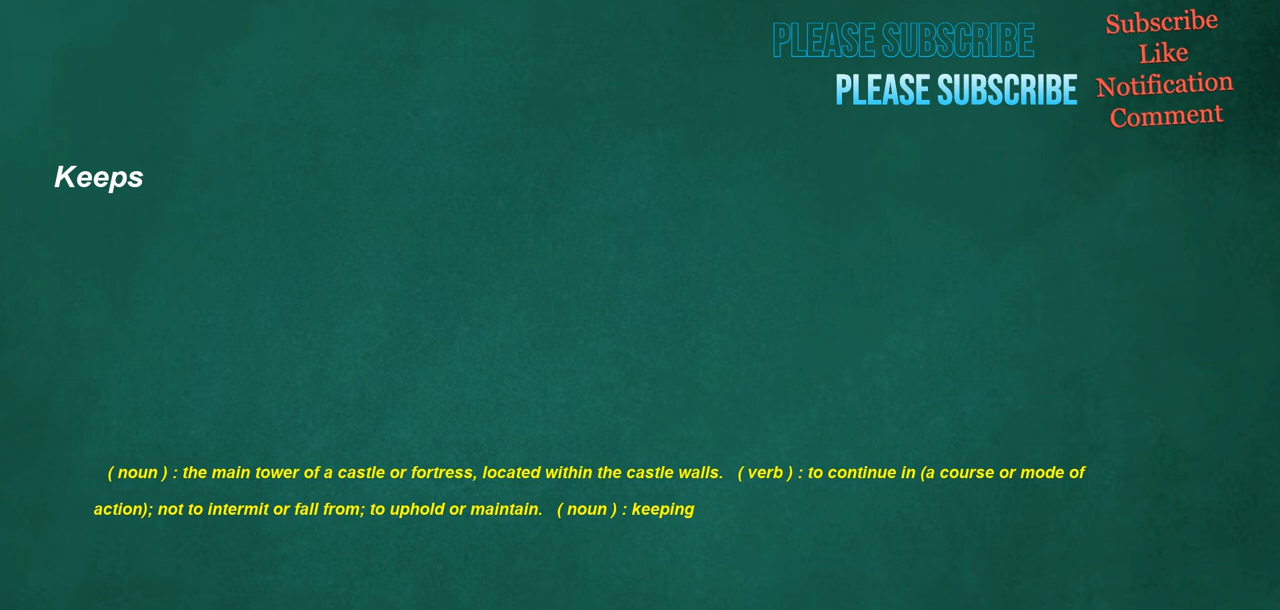 PLEASE SUBSCRIBE
PLEASE SUBSCRIBE
Subscribe
Like
Notification
Comment
Keeps
( noun ) : the main tower of a castle or fortress, located within the castle walls. ( verb ) : to continue in (a course or mode of
action); not to intermit or fall from; to uphold or maintain. ( noun ) : keeping